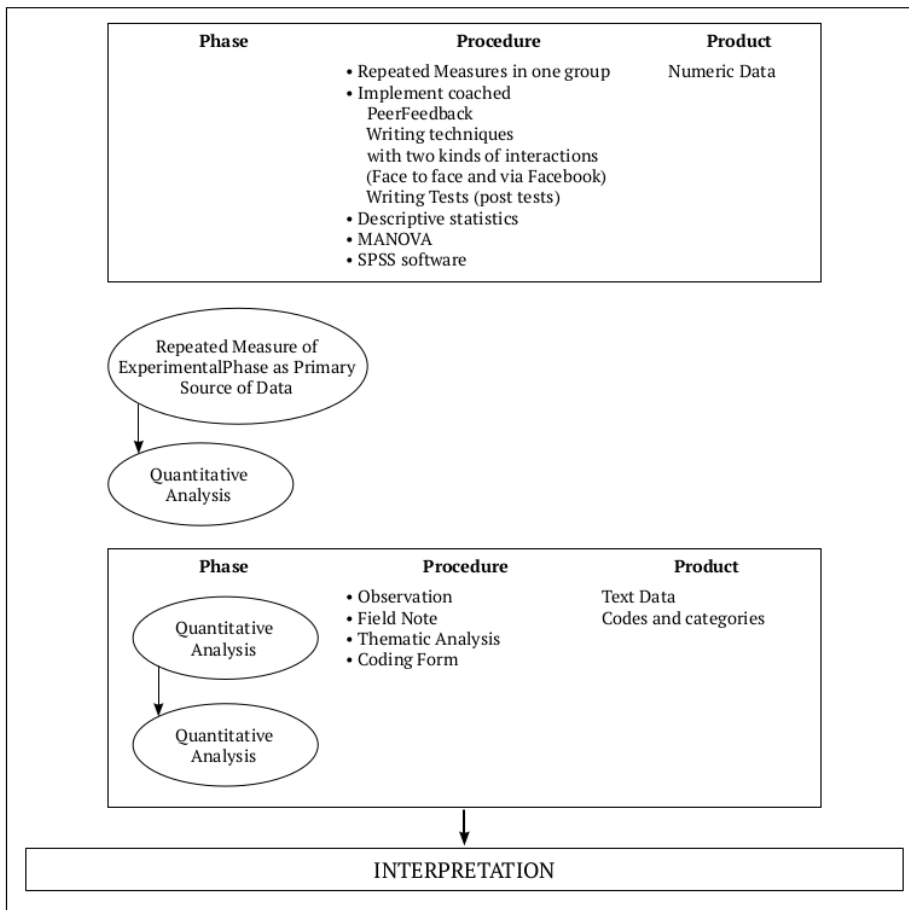 Phase Procedure Product
• Repeated Measures in one group Numeric Data
• Implement coached
PeerFeedback
Writing techniques
with two kinds of interactions
(Face to face and via Facebook)
Writing Tests (post tests)
• Descriptive statistics
• MANOVA
• SPSS software
Repeated Measure of
ExperimentalPhase as Primary
Source of Data
Quantitative
Analysis
Phase Procedure Product
• Observation Text Data
• Field Note Codes and categories
• Thematic Analysis
• Coding Form
Quantitative
Analysis
Quantitative
Analysis
INTERPRETATION